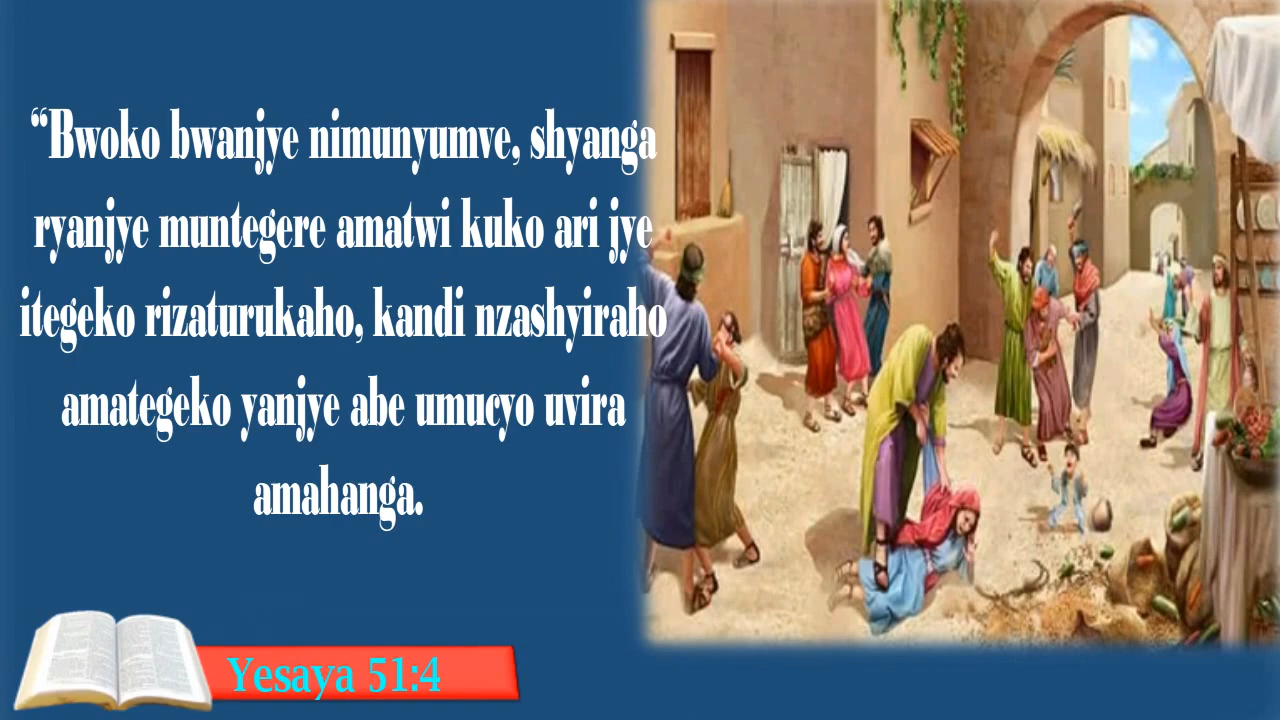 “Bwoko bwanjye nimunyumve, shyanga
ryanjye muntegere amatwi kuko ari jye
itegeko rizaturukaho, kandi nzashyiraho
amategeko yanjye abe umucyo uvira
amahanga.
Yesaya 51:4